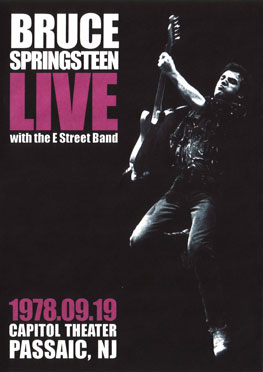 BRUCE
SPRINGSTEEN
LIVE
with the E Street Band
1978.09.19
CAPITOL THEATER
PASSAIC, NJ